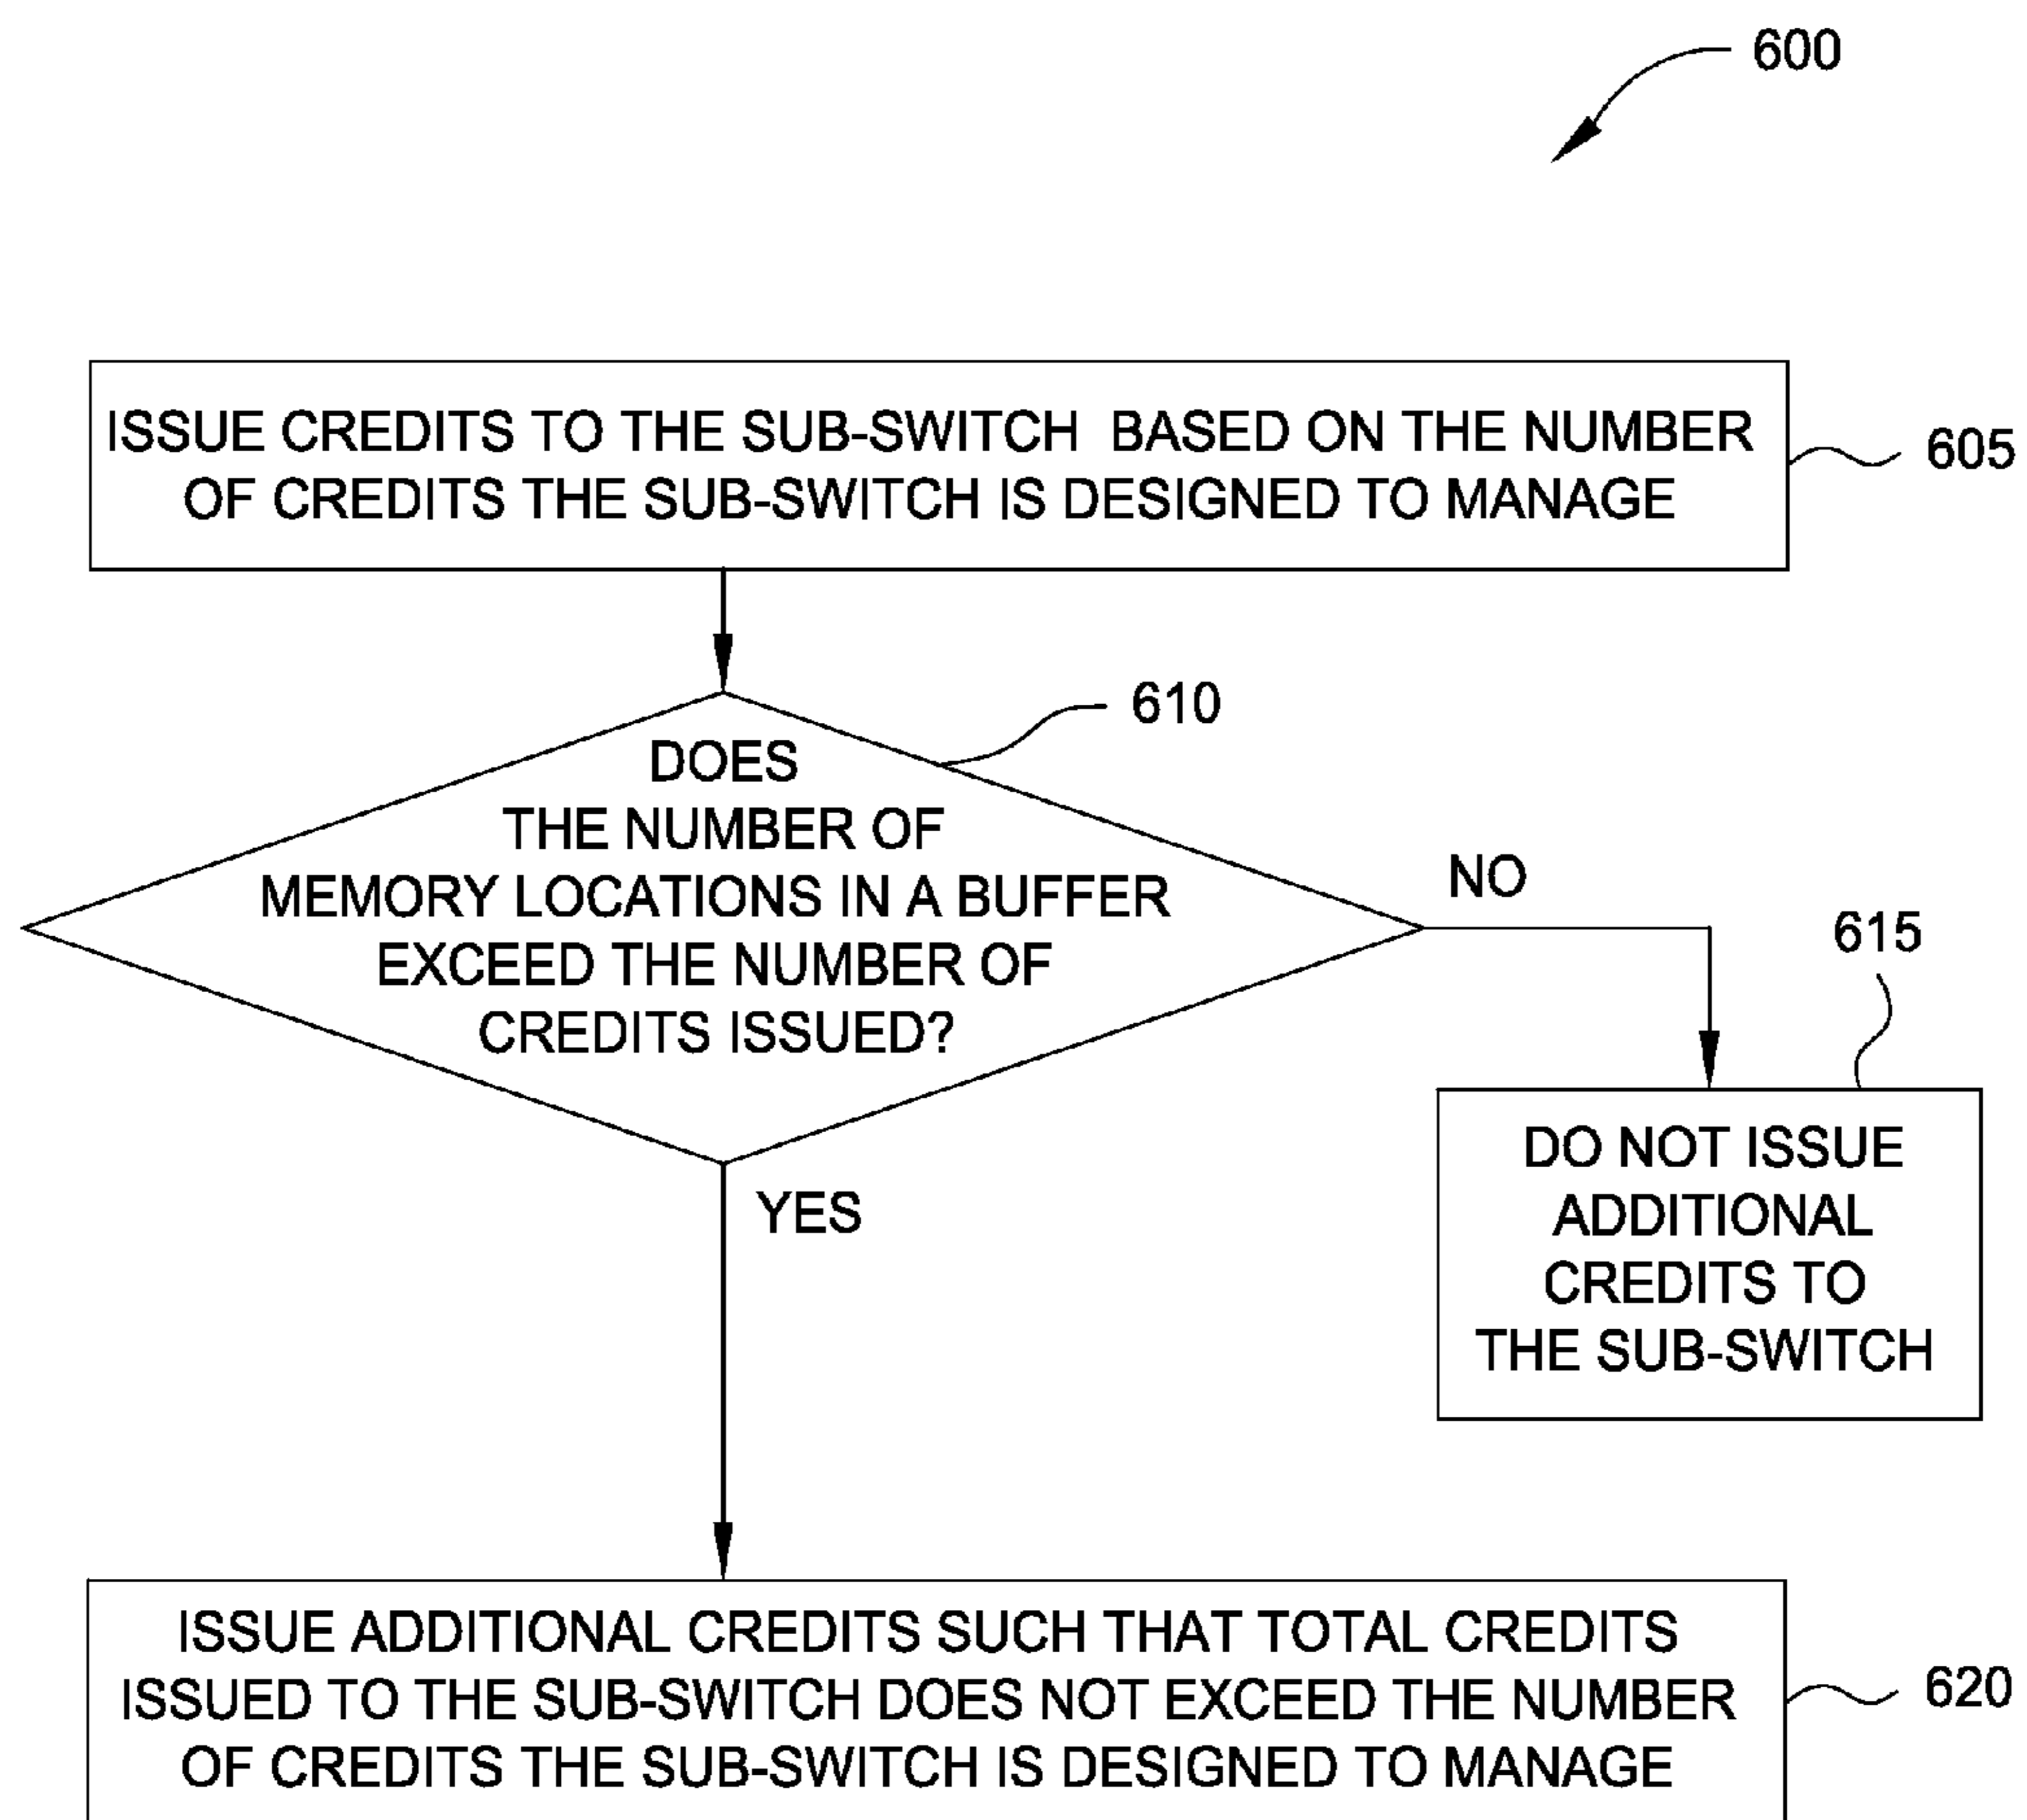 600
ISSUE CREDITS TO THE SUB-SWITCH BASED ON THE NUMBER
OF CREDITS THE SUB-SWITCH IS DESIGNED TO MANAGE
605
610
DOES
THE NUMBER OF
MEMORY LOCATIONS IN A BUFFER
EXCEED THE NUMBER OF
CREDITS ISSUED?
NO
615
DO NOT ISSUE
ADDITIONAL
CREDITS TO
THE SUB-SWITCH
YES
ISSUE ADDITIONAL CREDITS SUCH THAT TOTAL CREDITS
ISSUED TO THE SUB-SWITCH DOES NOT EXCEED THE NUMBER
OF CREDITS THE SUB-SWITCH IS DESIGNED TO MANAGE
620